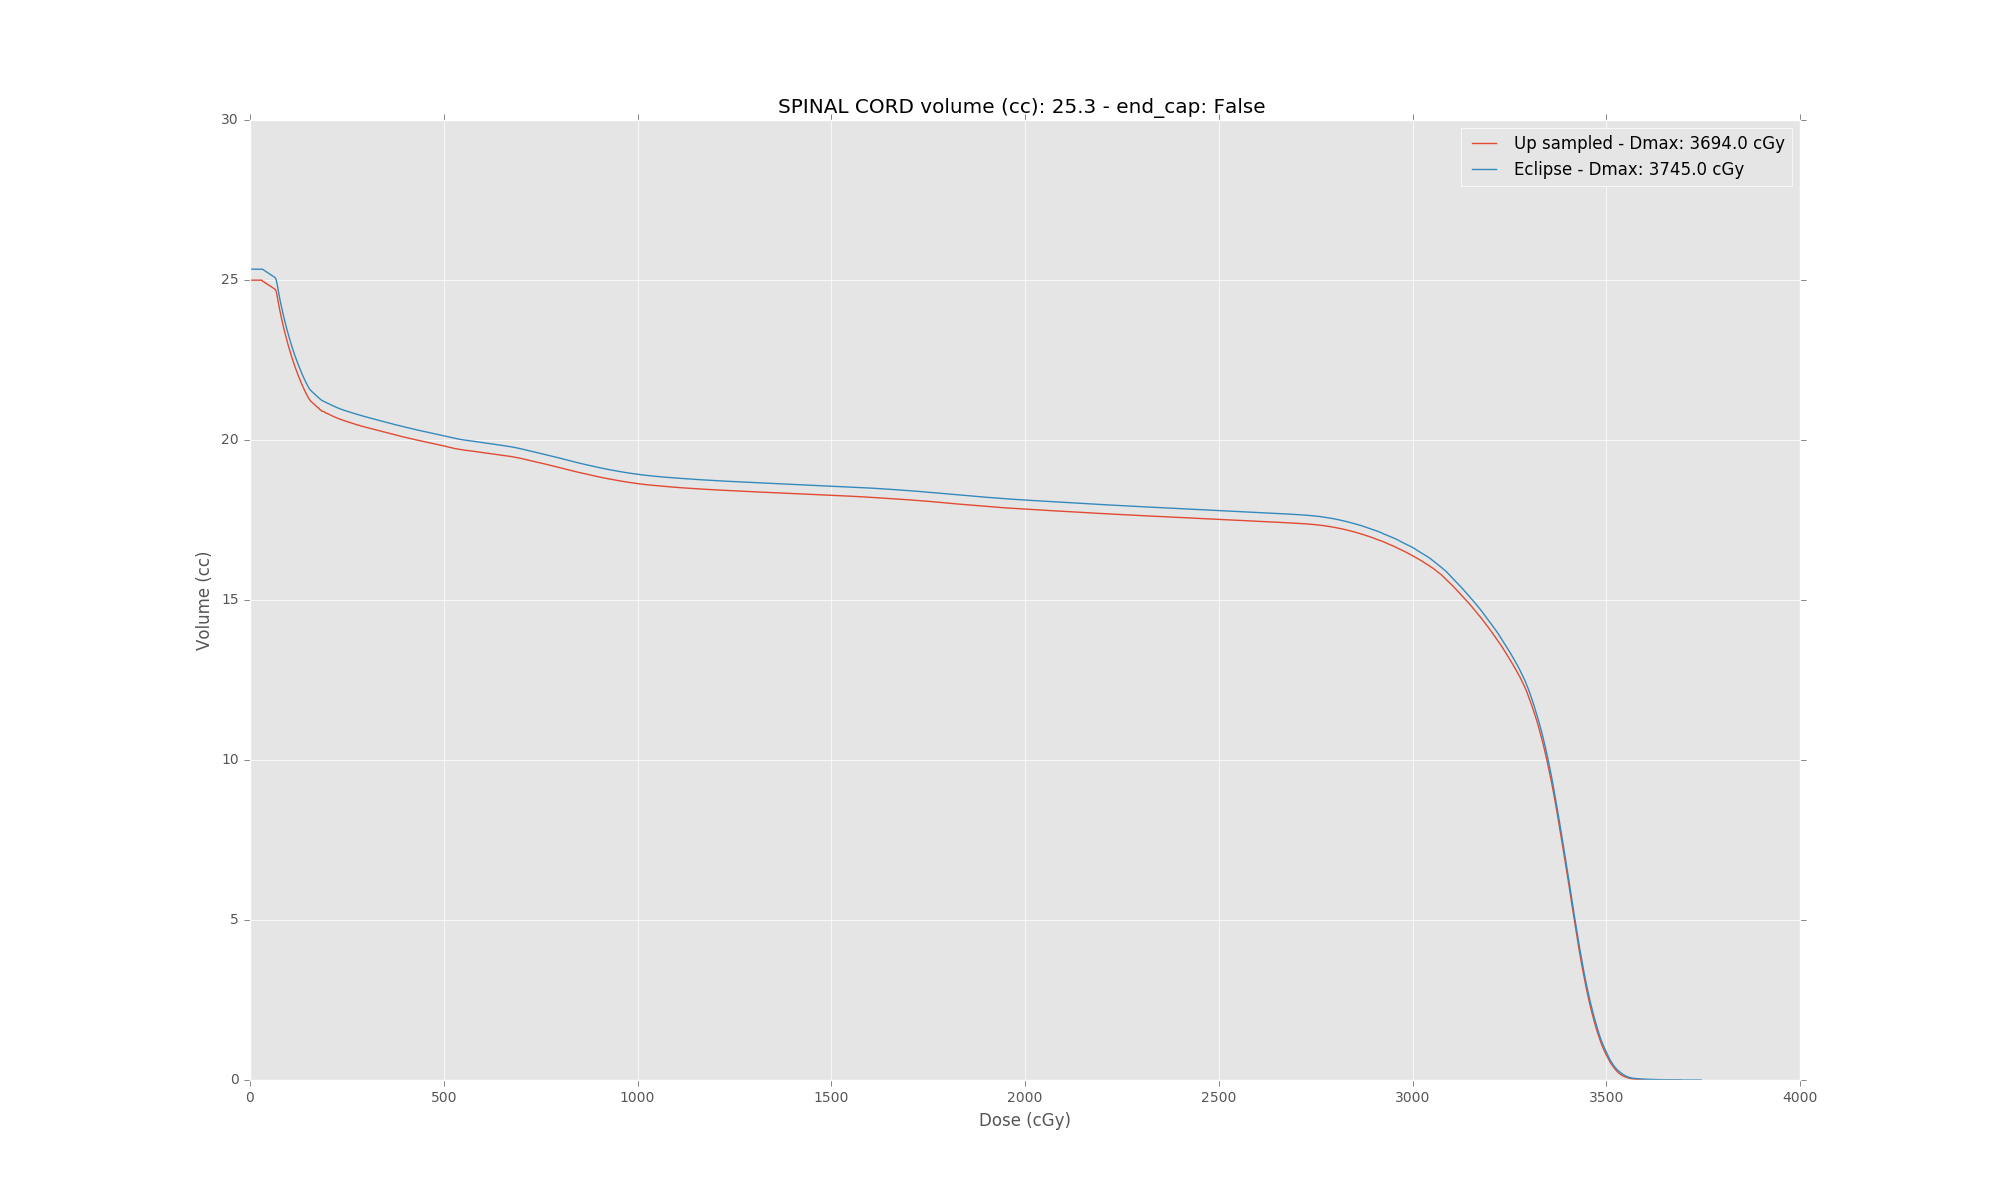 SPINAL CORD volume (cc): 25.3 - end_cap: False
Up sampled - Dmax: 3694.0 cGy
Eclipse - Dmax: 3745.0 cGy
30
25
20
15
10
5
0
Volume (cc)
0 500 1000 1500 2000 2500 3000 3500 4000
Dose (cGy)